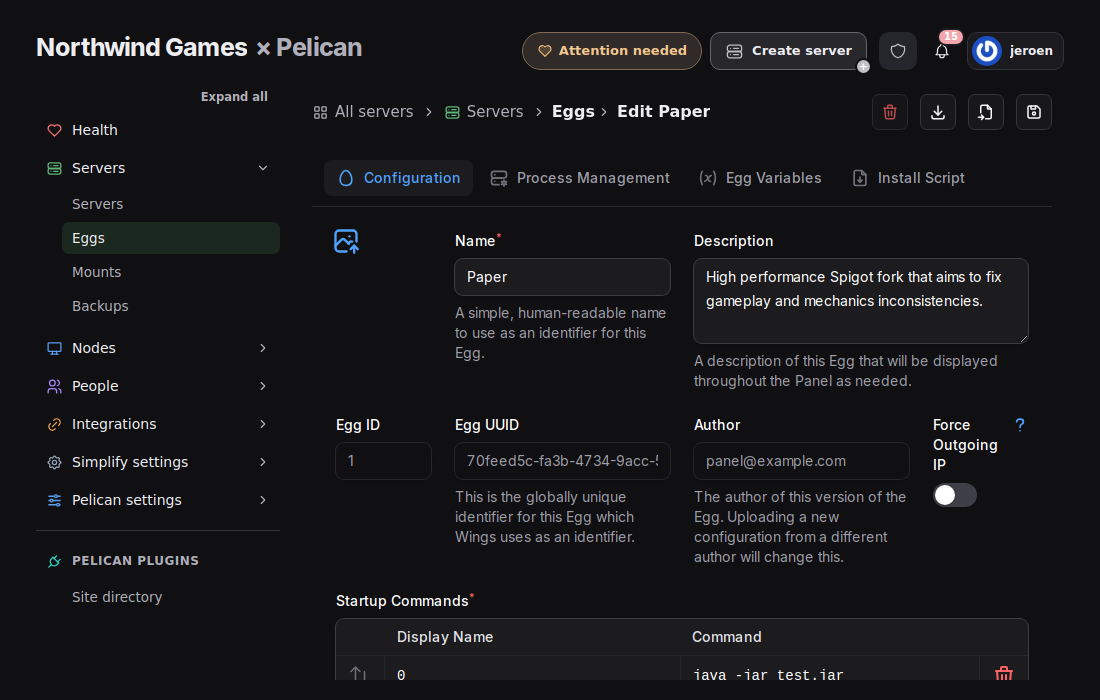 Northwind Games × Pelican
Attention needed
Create server
15
jeroen
Expand all
Health
Servers
Servers
Eggs
Mounts
Backups
Nodes
People
Integrations
Simplify settings
Pelican settings
PELICAN PLUGINS
Site directory
All servers > Servers > Eggs > Edit Paper
Configuration
Process Management
(x) Egg Variables
Install Script
Name*
Paper
A simple, human-readable name
to use as an identifier for this
Egg.
Description
High performance Spigot fork that aims to fix
gameplay and mechanics inconsistencies.
A description of this Egg that will be displayed
throughout the Panel as needed.
Egg ID
1
Egg UUID
70feed5c-fa3b-4734-9acc-
This is the globally unique
identifier for this Egg which
Wings uses as an identifier.
Author
panel@example.com
The author of this version of the
Egg. Uploading a new
configuration from a different
author will change this.
Force
Outgoing
IP
?
Startup Commands*
Display Name
Command
0
java -jar test.jar